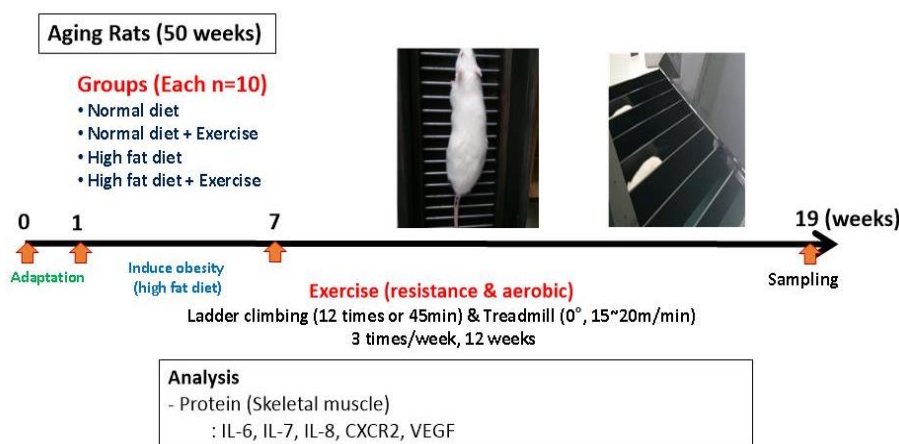 Aging Rats (50 weeks)
Groups (Each n=10)
• Normal diet
• Normal diet + Exercise
• High fat diet
• High fat diet + Exercise
0 1 7 19 (weeks)
Adaptation
Induce obesity
(high fat diet)
Sampling
Exercise (resistance & aerobic)
Ladder climbing (12 times or 45min) & Treadmill (0°, 15~20m/min)
3 times/week, 12 weeks
Analysis
- Protein (Skeletal muscle)
: IL-6, IL-7, IL-8, CXCR2, VEGF